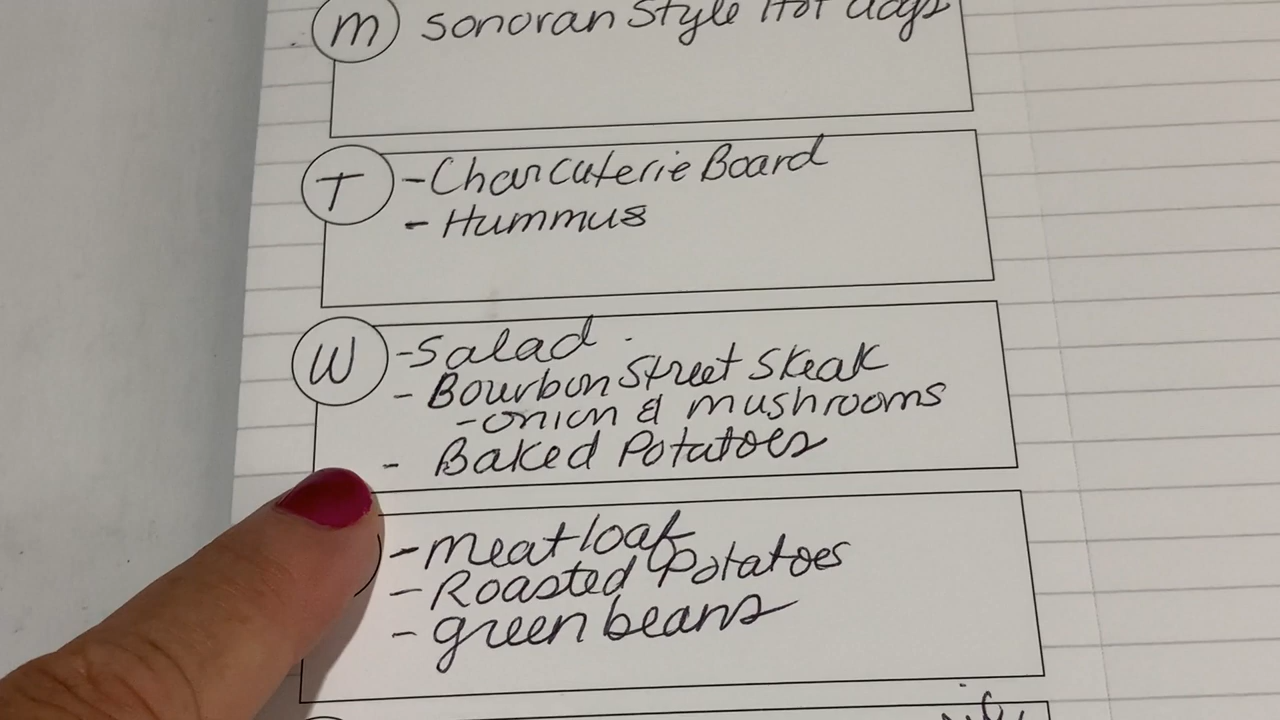 M Sonoran Style Hot dogs
T - Charcuterie Board
- Hummus
W - Salad
- Bourbon Street Steak
- onion & mushrooms
- Baked Potatoes
- meatloaf
- Roasted Potatoes
- green beans